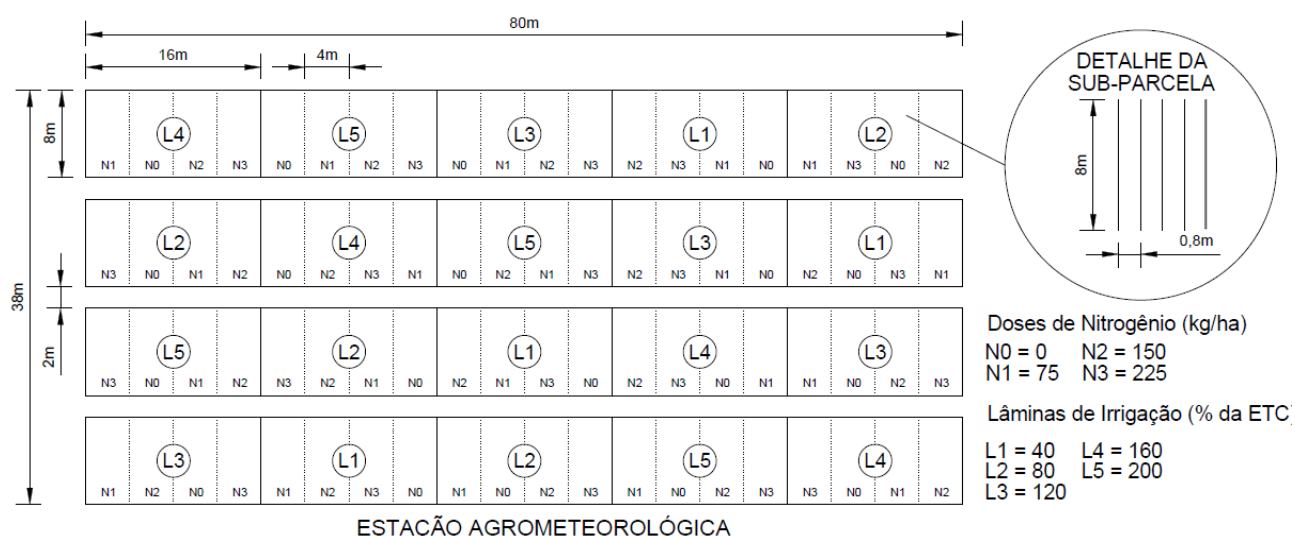 80m
16m 4m
DETALHE DA
SUB-PARCELA
8m
0,8m
38m
8m
2m
L4 L5 L3 L1 L2
N1 N0 N2 N3 N0 N1 N2 N3 N0 N1 N2 N3 N2 N3 N1 N0 N1 N3 N0 N2
L2 L4 L5 L3 L1
N3 N0 N1 N2 N0 N2 N3 N1 N0 N2 N1 N3 N2 N3 N1 N0 N2 N0 N3 N1
L5 L2 L1 L4 L3
N3 N0 N1 N2 N3 N2 N1 N0 N2 N1 N3 N0 N2 N3 N0 N1 N1 N0 N2 N3
L3 L1 L2 L5 L4
N1 N2 N0 N3 N1 N2 N3 N0 N1 N0 N2 N3 N1 N0 N2 N3 N3 N0 N1 N2
ESTACÃO AGROMETEOROLÓGICA
Doses de Nitrogênio (kg/ha)
N0 = 0 N2 = 150
N1 = 75 N3 = 225
Lâminas de Irrigação (% da ETC)
L1 = 40 L4 = 160
L2 = 80 L5 = 200
L3 = 120